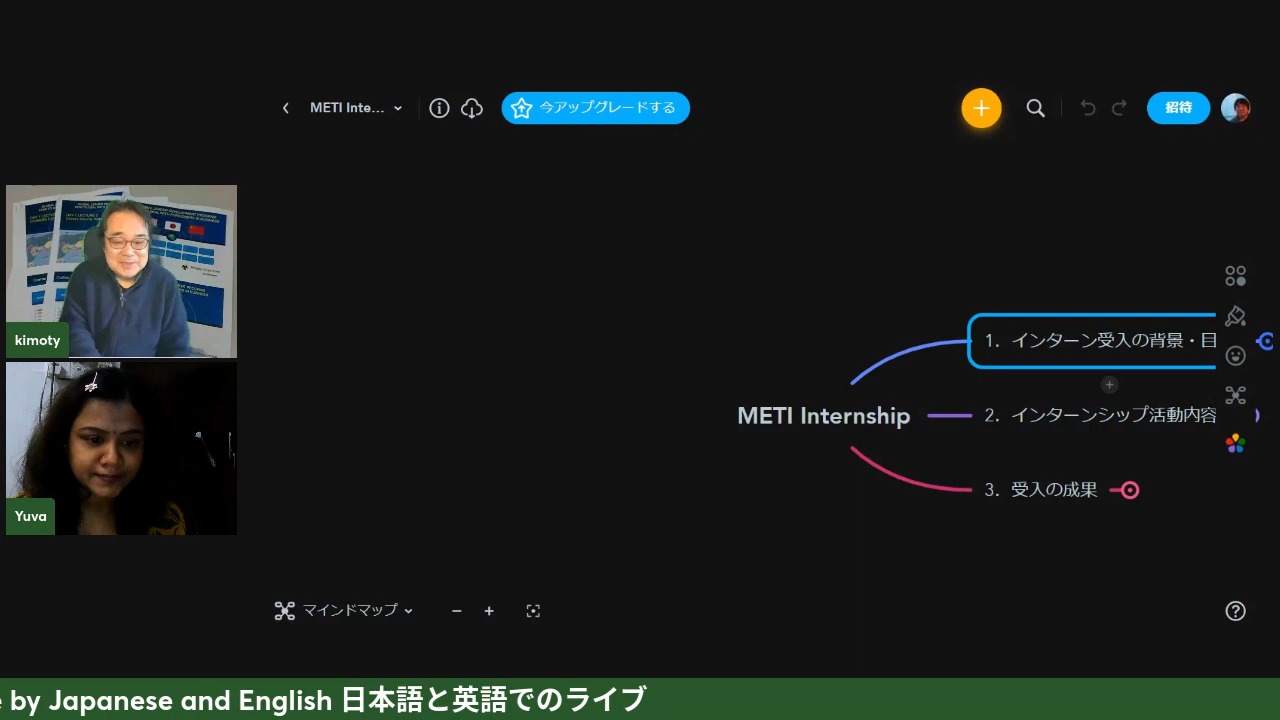 METI Inte...
今アップグレードする
招待
kimoty
Yuva
METI Internship
1. インターン受入の背景・目
2. インターンシップ活動内容
3. 受入の成果
マインドマップ
by Japanese and English 日本語と英語でのライブ